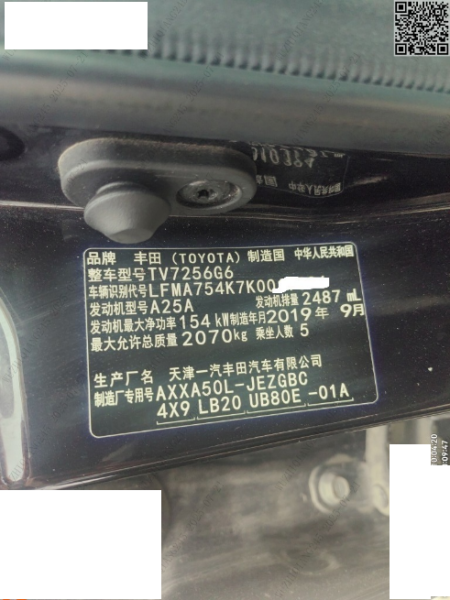 品牌 丰田（TOYOTA）制造国 中华人民共和国
整车型号TV7256G6
车辆识别代号LFMA754K7K00
发动机型号A25A 发动机排量2487 mL
发动机最大净功率154 kW制造年月2019年 9月
最大允许总质量2070kg 乘坐人数 5
生产厂名 天津一汽丰田汽车有限公司
制造厂专用号AXXA50L-JEZGBC
4X9 LB20 UB80E -01A